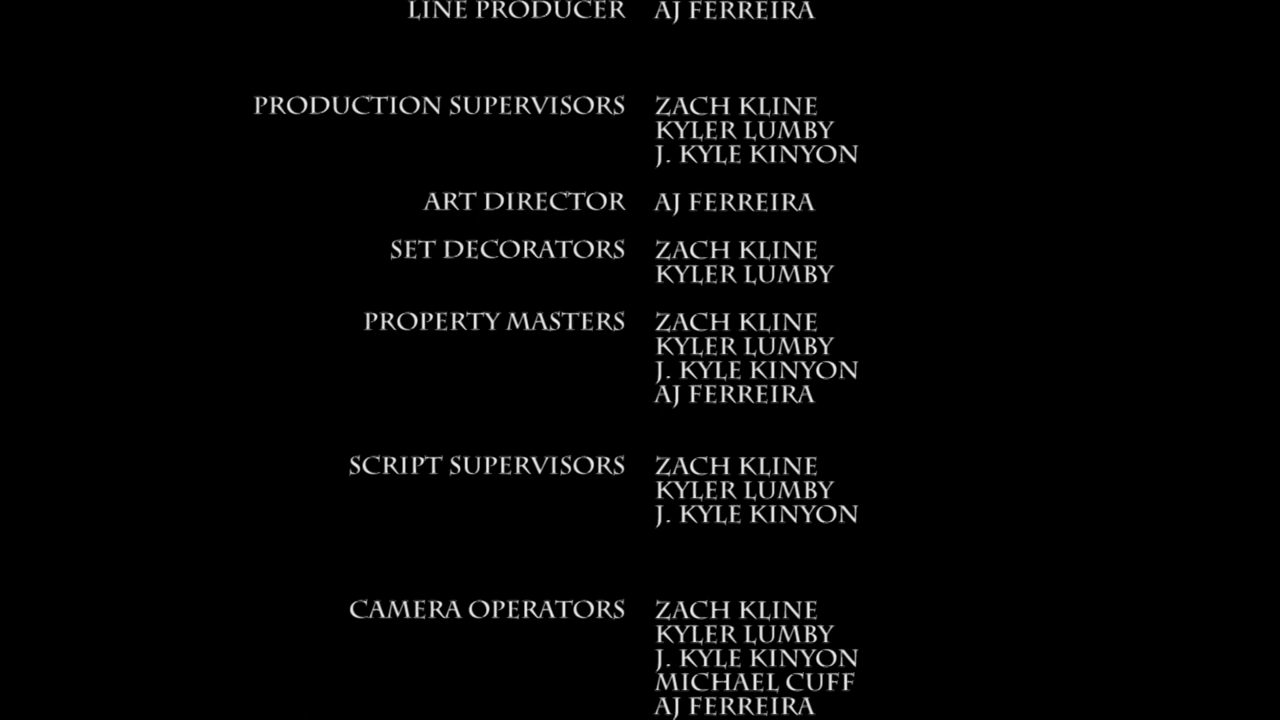 LINE PRODUCER AJ FERREIRA
PRODUCTION SUPERVISORS ZACH KLINE
KYLER LUMBY
J. KYLE KINYON
ART DIRECTOR AJ FERREIRA
SET DECORATORS ZACH KLINE
KYLER LUMBY
PROPERTY MASTERS ZACH KLINE
KYLER LUMBY
J. KYLE KINYON
AJ FERREIRA
SCRIPT SUPERVISORS ZACH KLINE
KYLER LUMBY
J. KYLE KINYON
CAMERA OPERATORS ZACH KLINE
KYLER LUMBY
J. KYLE KINYON
MICHAEL CUFF
AJ FERREIRA